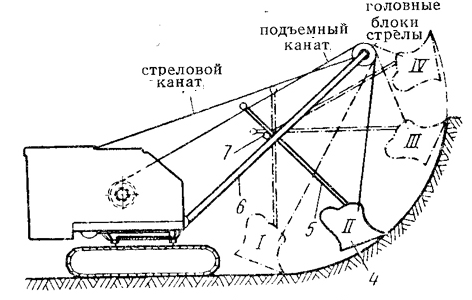 головные
блоки
стрелы
подъемный
канат
стреловой
канат
IV
III
7
6
I
5
II
4